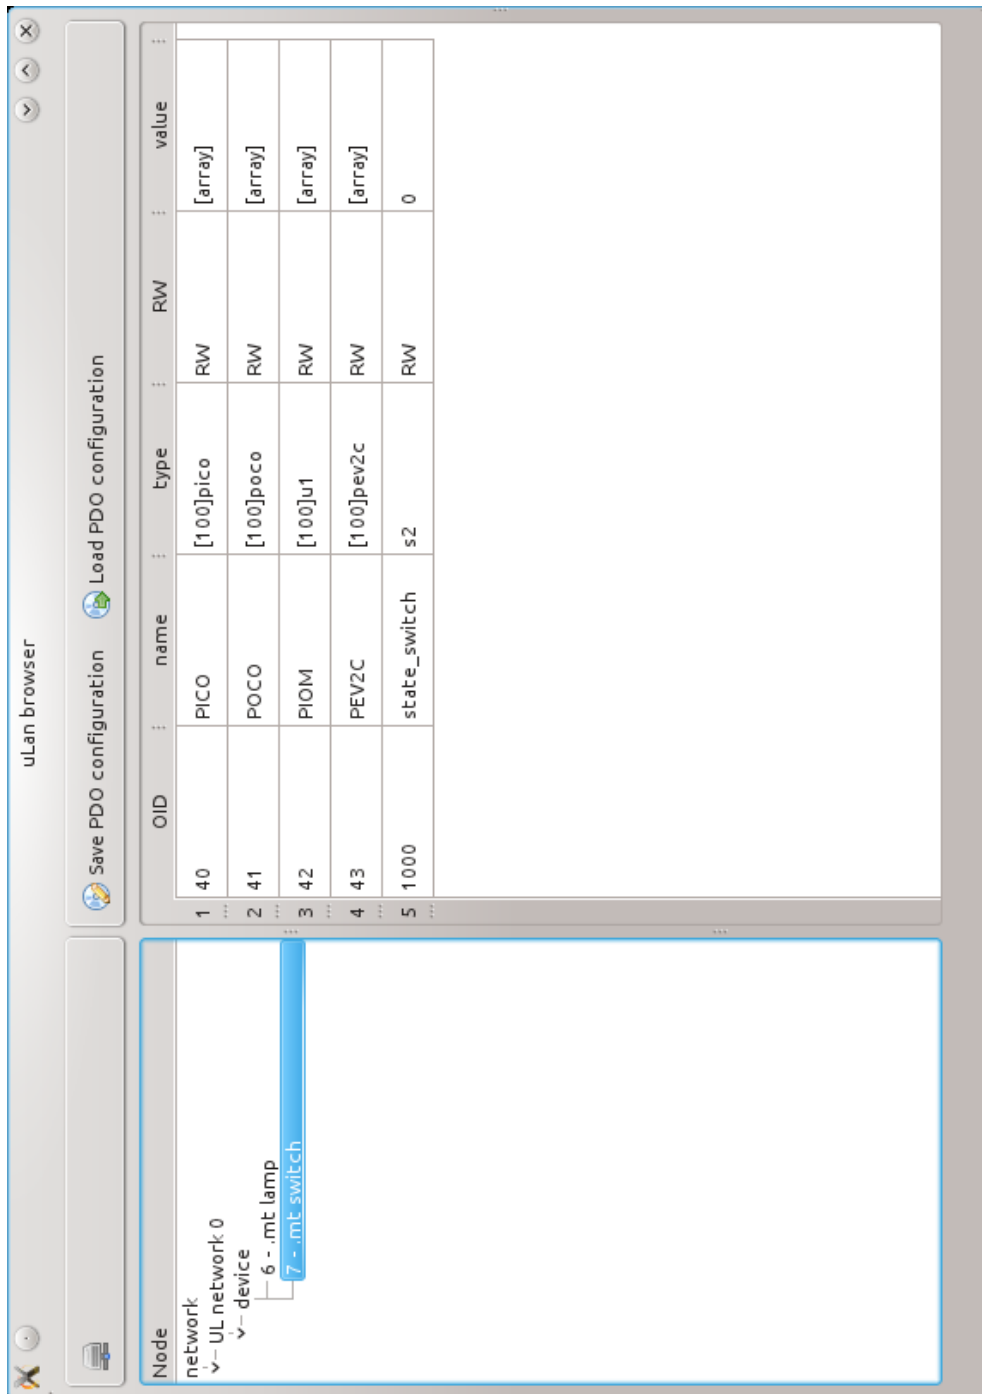 uLan browser
Save PDO configuration Load PDO configuration
Node
network
UL network 0
device
6 - .mt lamp
7 - .mt switch
OID name type RW value
1 40 PICO [100]pico RW [array]
2 41 POCO [100]poco RW [array]
3 42 PIOM [100]u1 RW [array]
4 43 PEV2C [100]pev2c RW [array]
5 1000 state_switch s2 RW 0